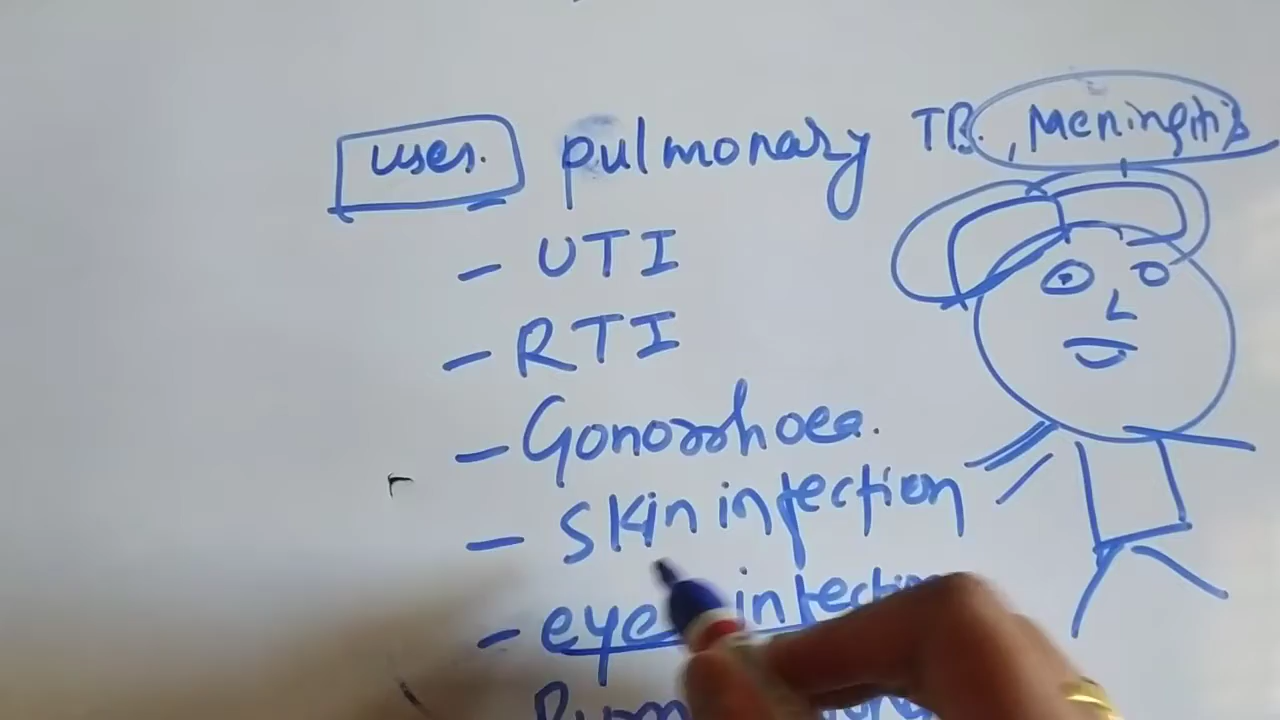 uses. pulmonary TB., Meningitis
- UTI
- RTI
- Gonorrhoea.
- Skin infection
- eye infection